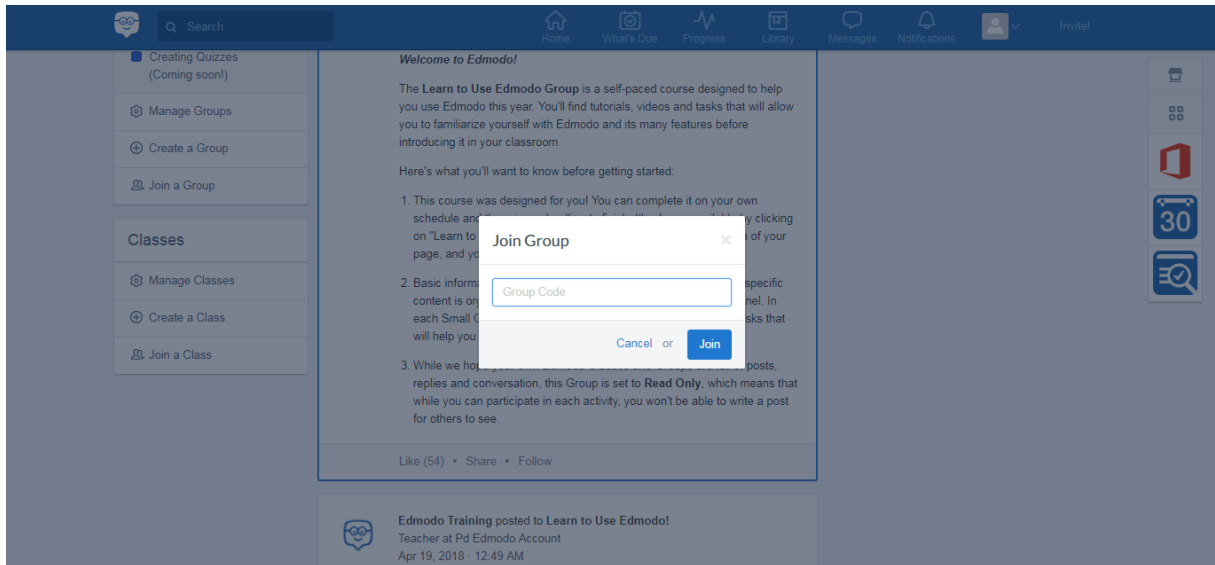 Search
Home
What's Due
Progress
Library
Messages
Notifications
Invite!
Creating Quizzes
(Coming soon!)
Manage Groups
Create a Group
Join a Group
Classes
Manage Classes
Create a Class
Join a Class
Welcome to Edmodo!
The Learn to Use Edmodo Group is a self-paced course designed to help
you use Edmodo this year. You'll find tutorials, videos and tasks that will allow
you to familiarize yourself with Edmodo and its many features before
introducing it in your classroom.
Here's what you'll want to know before getting started:
1. This course was designed for you! You can complete it on your own
schedule and by clicking
on "Learn to of your
page, and
2. Basic specific
content is
each Small sks that
will help you
3. While we posts,
replies and conversation, this Group is set to Read Only, which means that
while you can participate in each activity, you won't be able to write a post
for others to see.
Like (54) • Share • Follow
Join Group
×
Group Code
Cancel or Join
Edmodo Training posted to Learn to Use Edmodo!
Teacher at Pd Edmodo Account
Apr 19, 2018 · 12:49 AM
30